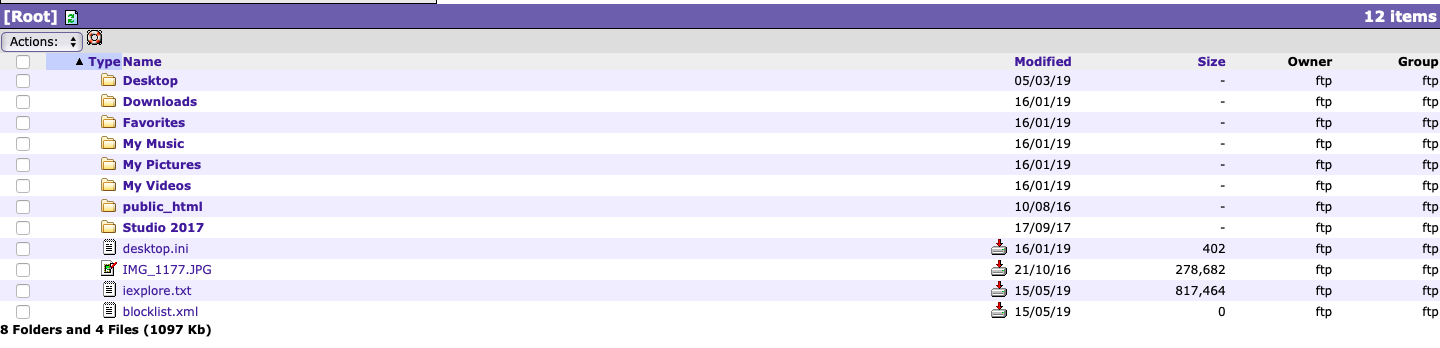 [Root] 12 items
Actions:
▲ Type Name Modified Size Owner Group
Desktop 05/03/19 - ftp ftp
Downloads 16/01/19 - ftp ftp
Favorites 16/01/19 - ftp ftp
My Music 16/01/19 - ftp ftp
My Pictures 16/01/19 - ftp ftp
My Videos 16/01/19 - ftp ftp
public_html 10/08/16 - ftp ftp
Studio 2017 17/09/17 - ftp ftp
desktop.ini 16/01/19 402 ftp ftp
IMG_1177.JPG 21/10/16 278,682 ftp ftp
iexplore.txt 15/05/19 817,464 ftp ftp
blocklist.xml 15/05/19 0 ftp ftp
8 Folders and 4 Files (1097 Kb)